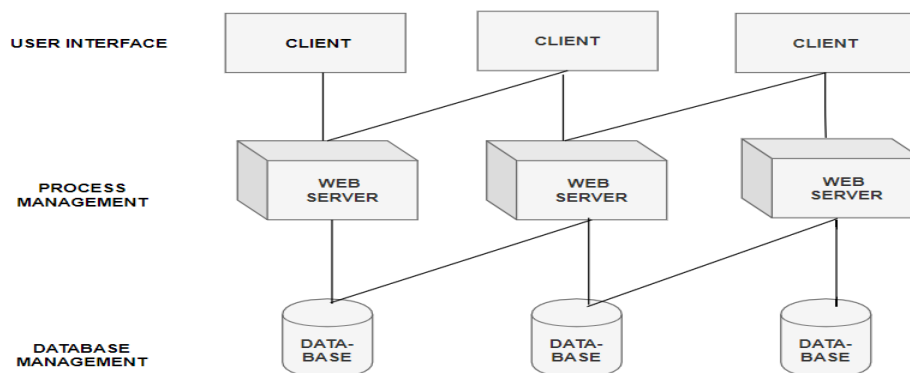 USER INTERFACE
CLIENT
CLIENT
CLIENT
PROCESS
MANAGEMENT
WEB
SERVER
WEB
SERVER
WEB
SERVER
DATABASE
MANAGEMENT
DATA-
BASE
DATA-
BASE
DATA-
BASE